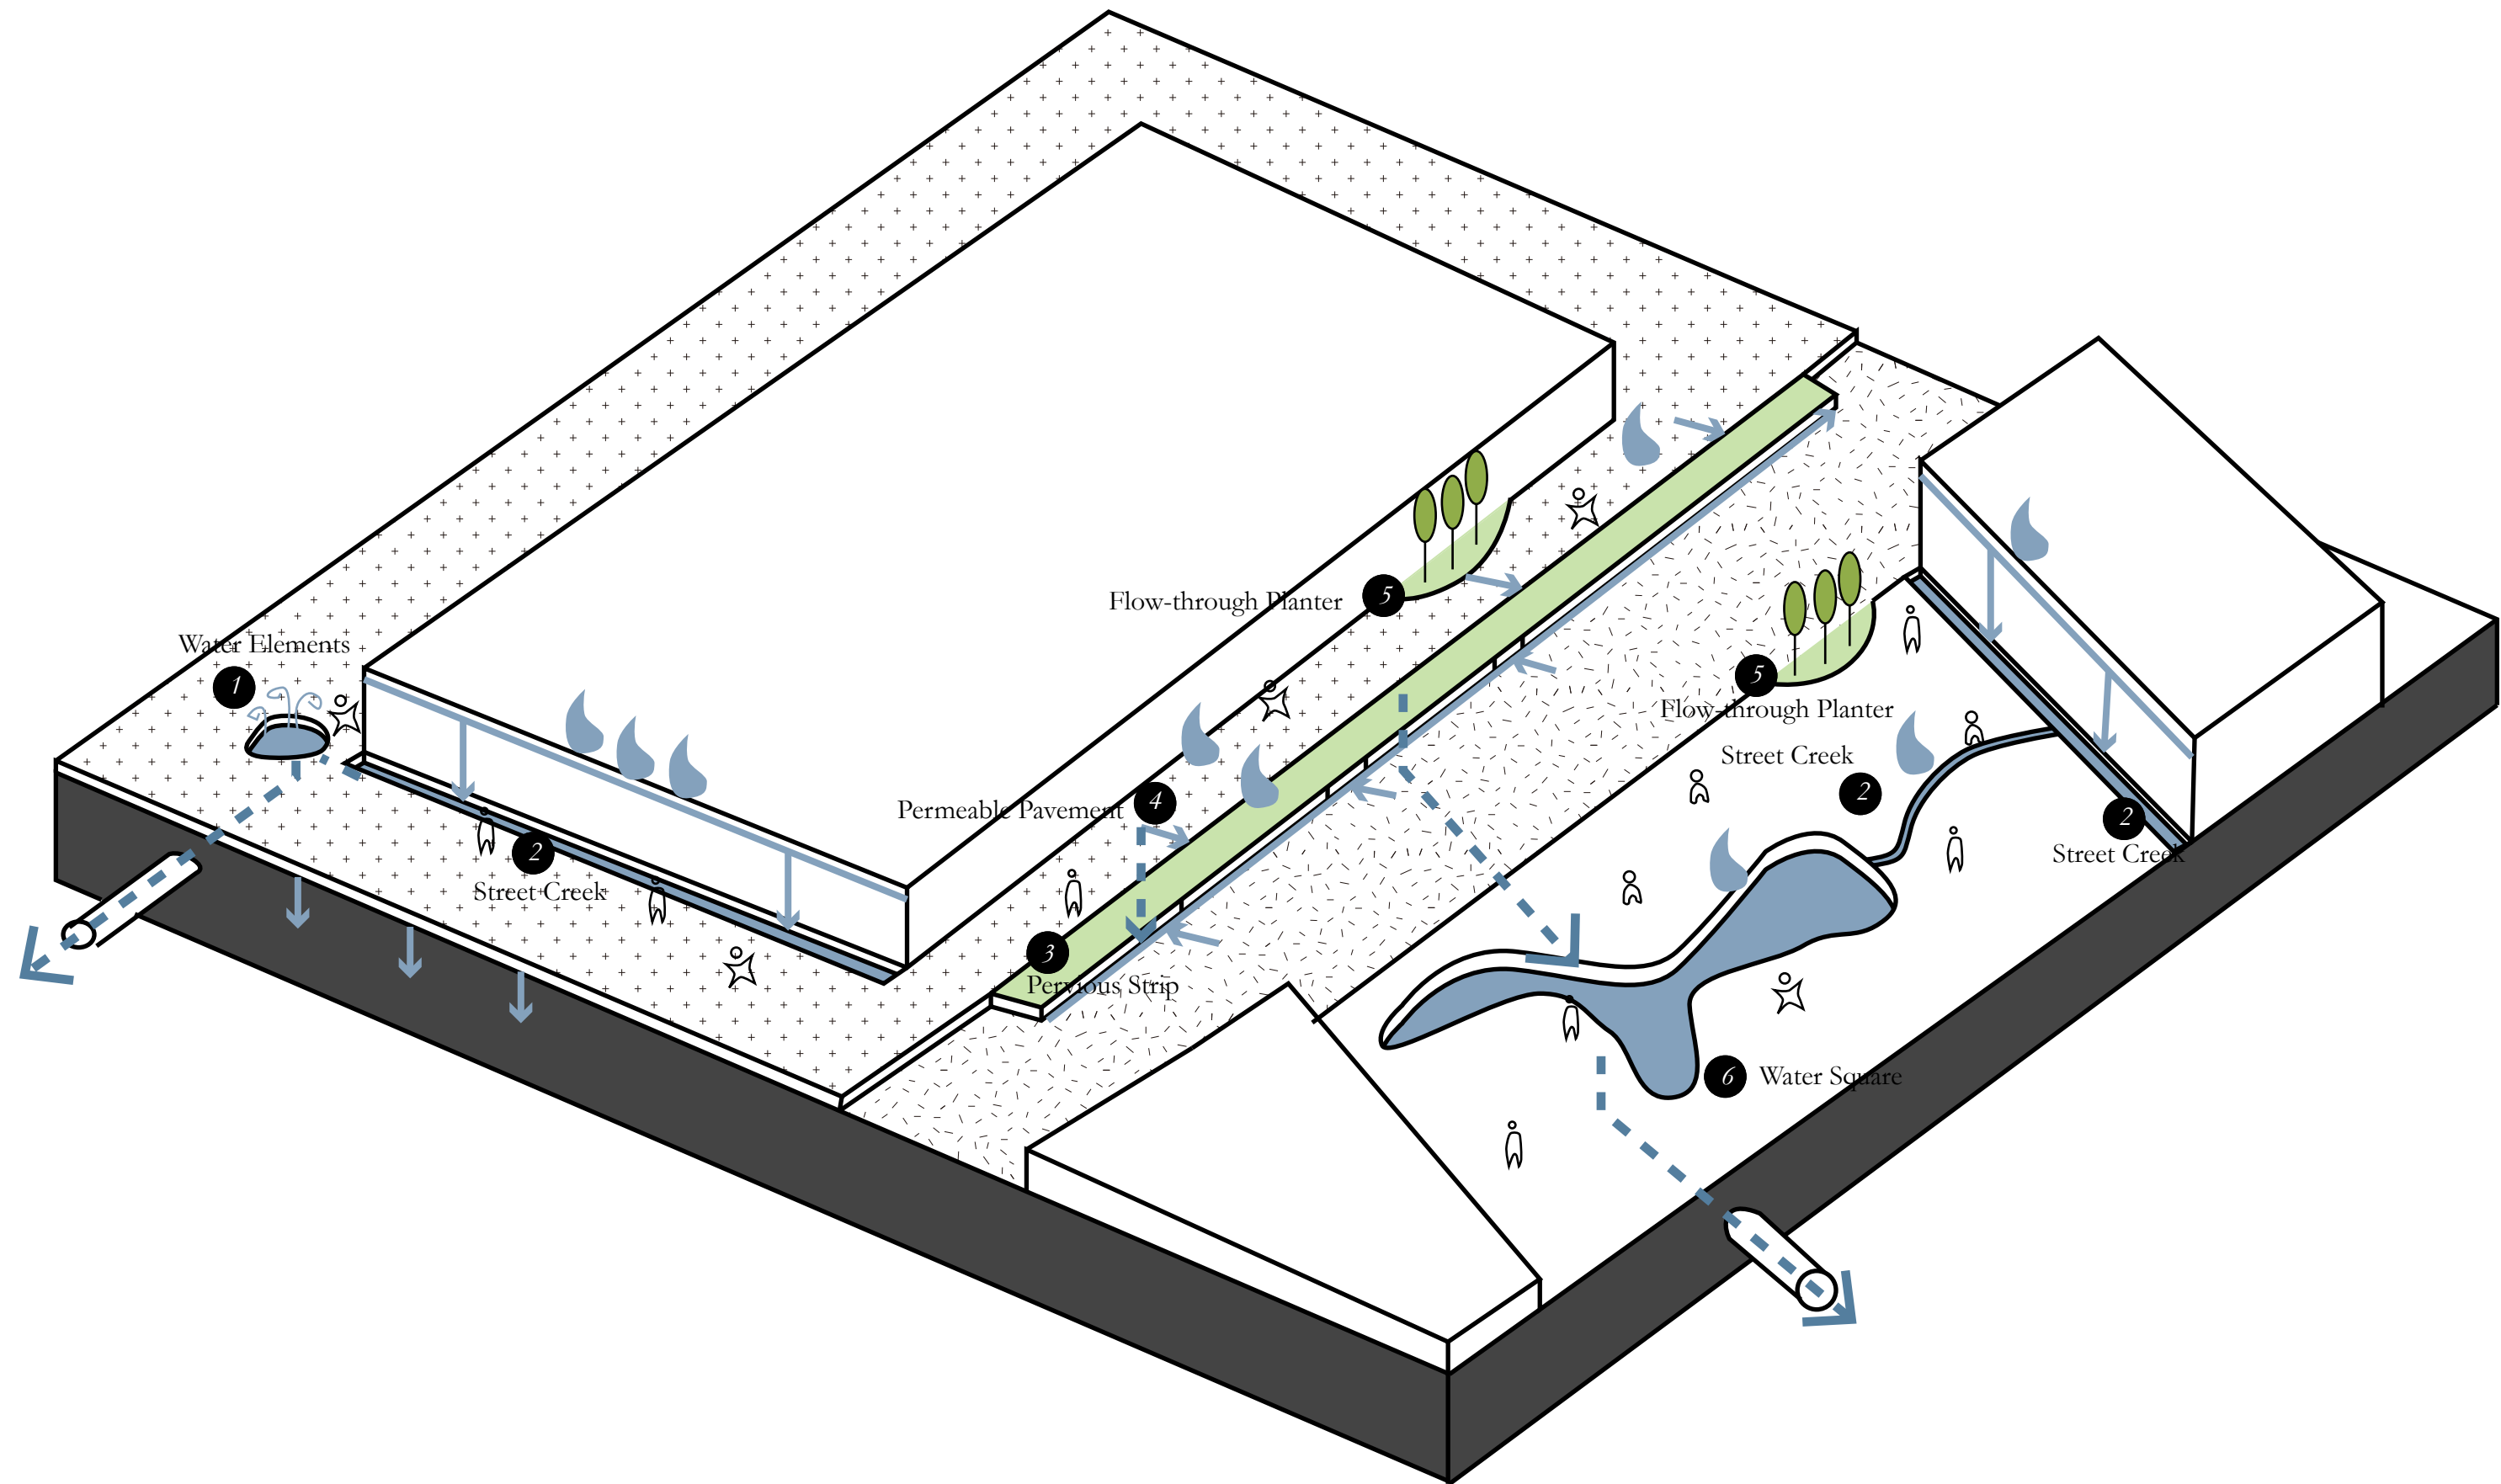 Flow-through Planter
5
Water Elements
1
5
Flow-through Planter
Street Creek
2
Permeable Pavement
4
2
Street Creek
2
Street Creek
3
Pervious Strip
6
Water Square